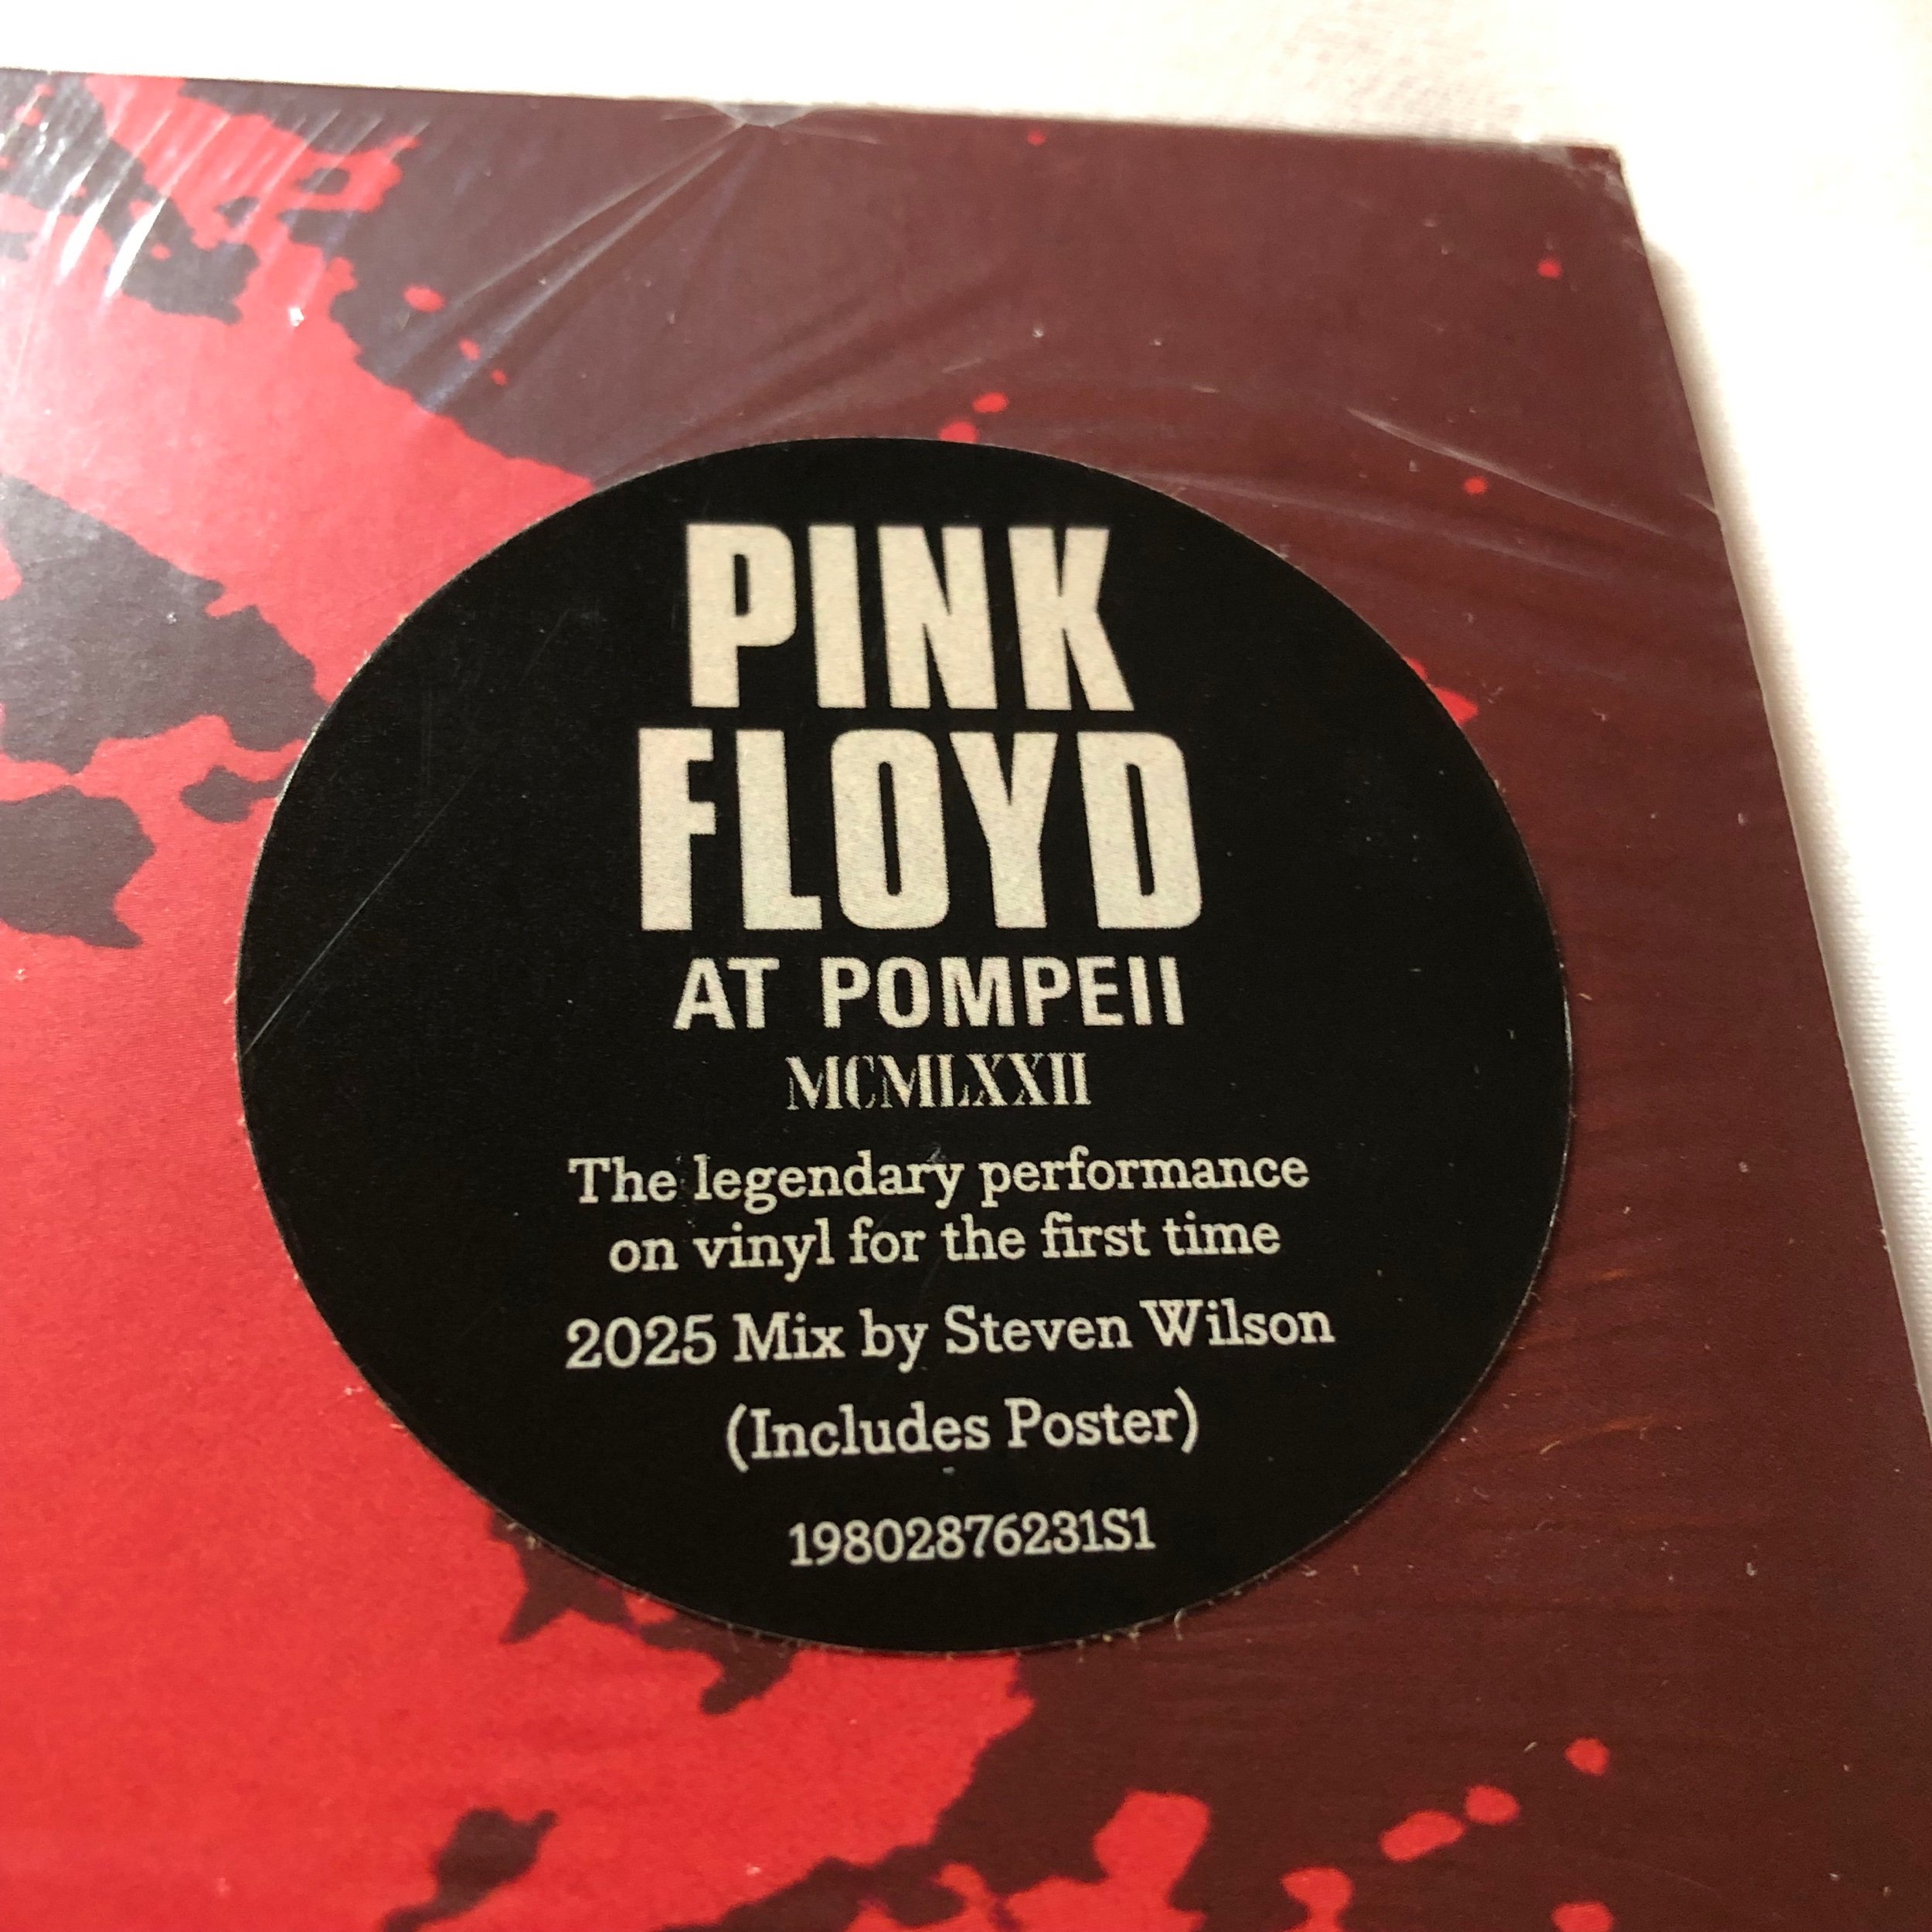 PINK
FLOYD
AT POMPEII
MCMLXXII
The legendary performance
on vinyl for the first time
2025 Mix by Steven Wilson
(Includes Poster)
19802876231S1